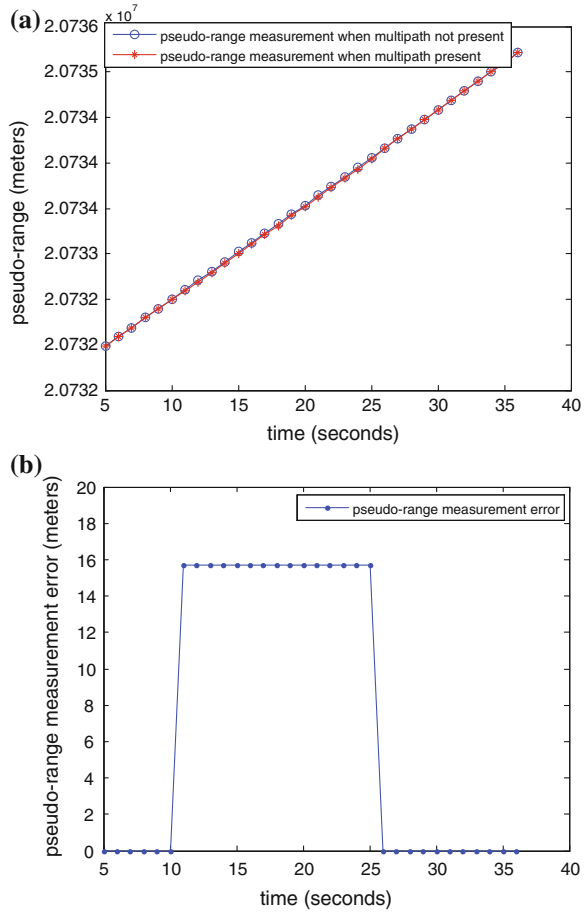 (a)
x 10^7
2.0736
2.0735
2.0734
2.0734
2.0734
2.0733
2.0732
2.0732
2.0732
pseudo-range (meters)
pseudo-range measurement when multipath not present
pseudo-range measurement when multipath present
5 10 15 20 25 30 35 40
time (seconds)
(b)
20
18
16
14
12
10
8
6
4
2
0
pseudo-range measurement error (meters)
pseudo-range measurement error
5 10 15 20 25 30 35 40
time (seconds)